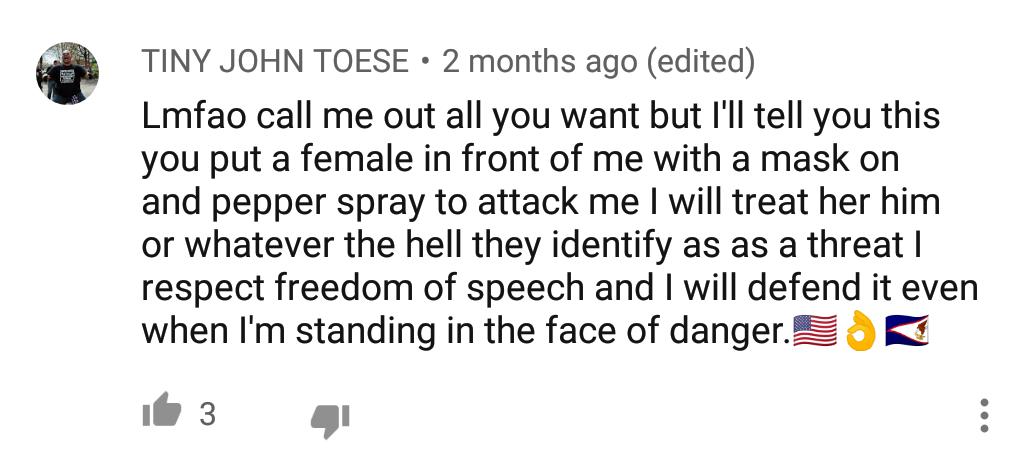 TINY JOHN TOESE • 2 months ago (edited)
Lmfao call me out all you want but I'll tell you this
you put a female in front of me with a mask on
and pepper spray to attack me I will treat her him
or whatever the hell they identify as as a threat I
respect freedom of speech and I will defend it even
when I'm standing in the face of danger.🇺🇸👌🇦🇸
3